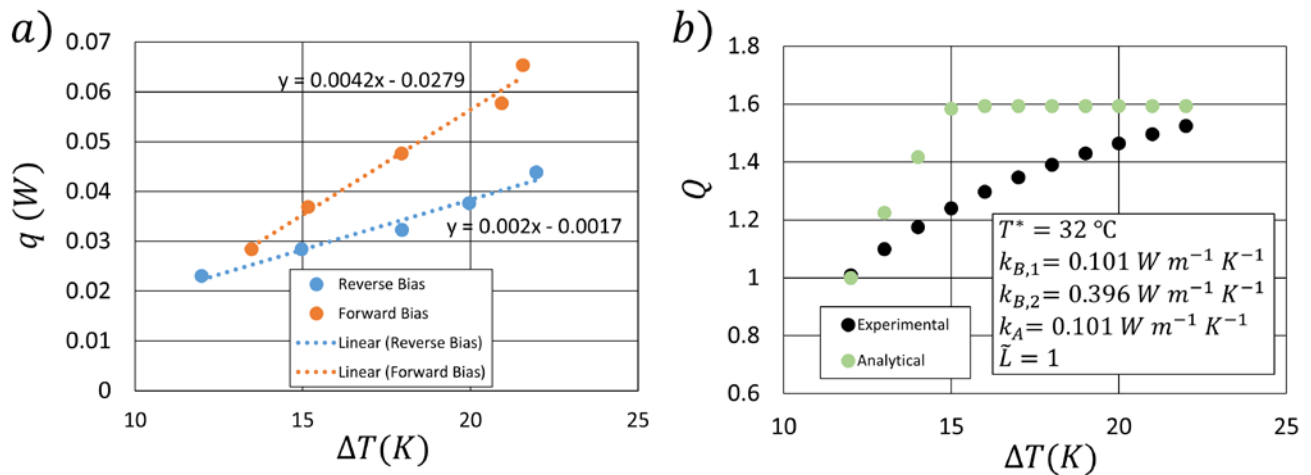 a)
q (W)
0.07
0.06
0.05
0.04
0.03
0.02
0.01
0
y = 0.0042x - 0.0279
y = 0.002x - 0.0017
Reverse Bias
Forward Bias
Linear (Reverse Bias)
Linear (Forward Bias)
10 15 20 25
ΔT(K)
b)
Q
1.8
1.6
1.4
1.2
1
0.8
0.6
T* = 32 °C
k_{B,1} = 0.101 W m⁻¹ K⁻¹
k_{B,2} = 0.396 W m⁻¹ K⁻¹
k_A = 0.101 W m⁻¹ K⁻¹
L̃ = 1
Experimental
Analytical
10 15 20 25
ΔT(K)